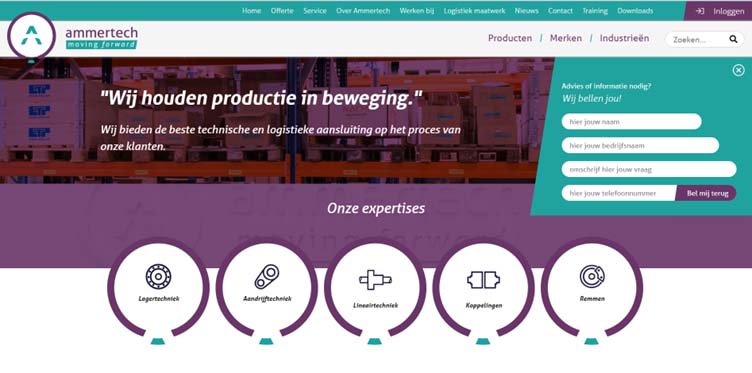 Home Offerte Service Over Ammertech Werken bij Logistiek maatwerk Nieuws Contact Training Downloads Inloggen
ammertech
moving forward
Producten / Merken / Industrieën
Zoeken...
"Wij houden productie in beweging."
Wij bieden de beste technische en logistieke aansluiting op het proces van
onze klanten.
Advies of informatie nodig?
Wij bellen jou!
hier jouw naam
hier jouw bedrijfsnaam
omschrijf hier jouw vraag
hier jouw telefoonnummer Bel mij terug
Onze expertises
ammertech
moving forward
Lagertechniek Aandrijftechniek Lineairtechniek Koppelingen Remmen